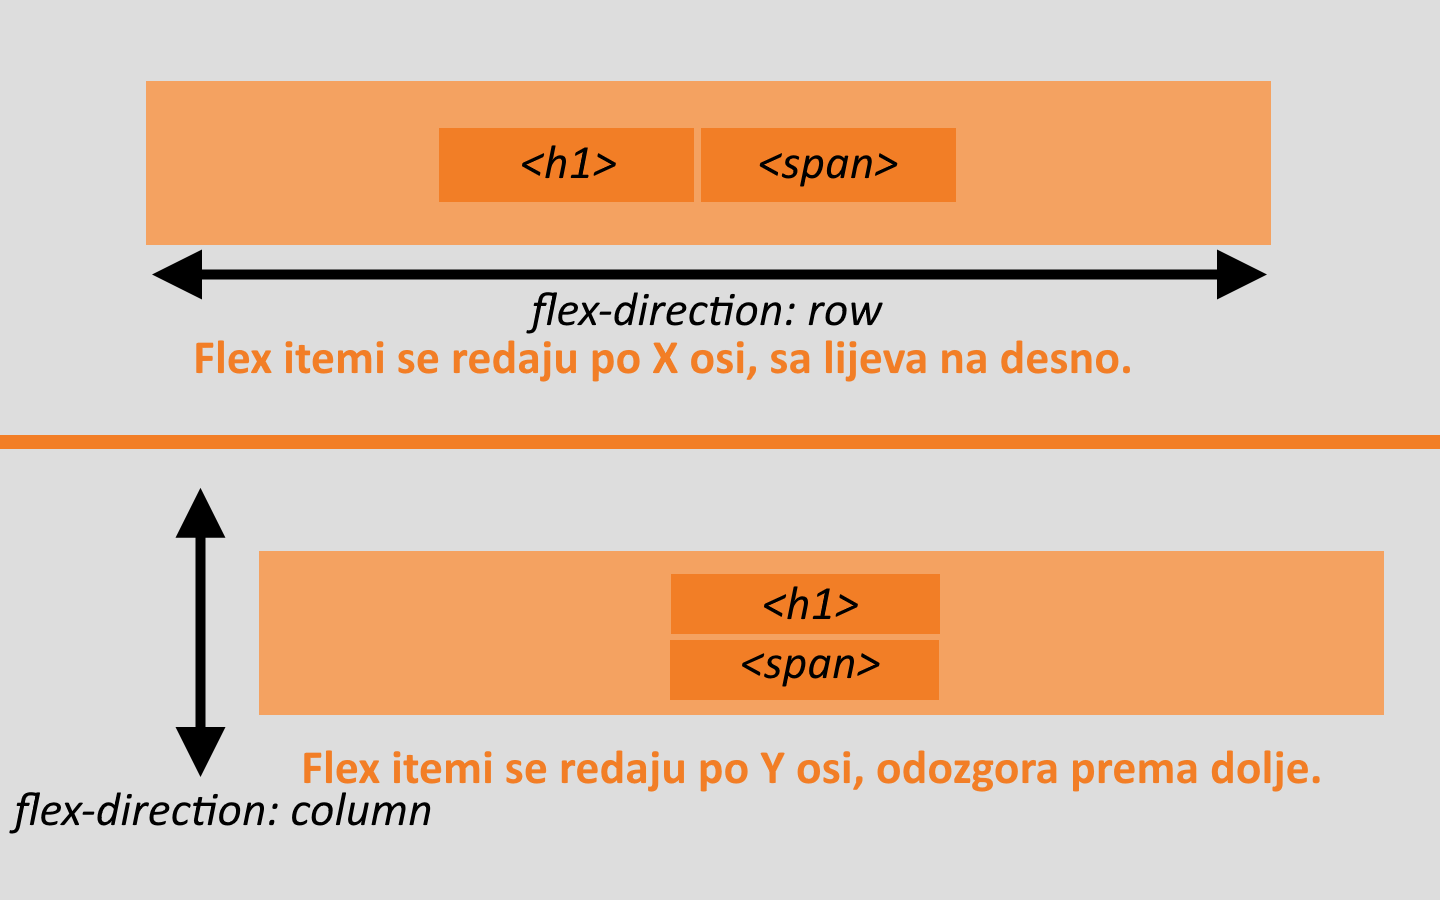 <h1> <span>
flex-direction: row
Flex itemi se redaju po X osi, sa lijeva na desno.
<h1>
<span>
Flex itemi se redaju po Y osi, odozgora prema dolje.
flex-direction: column